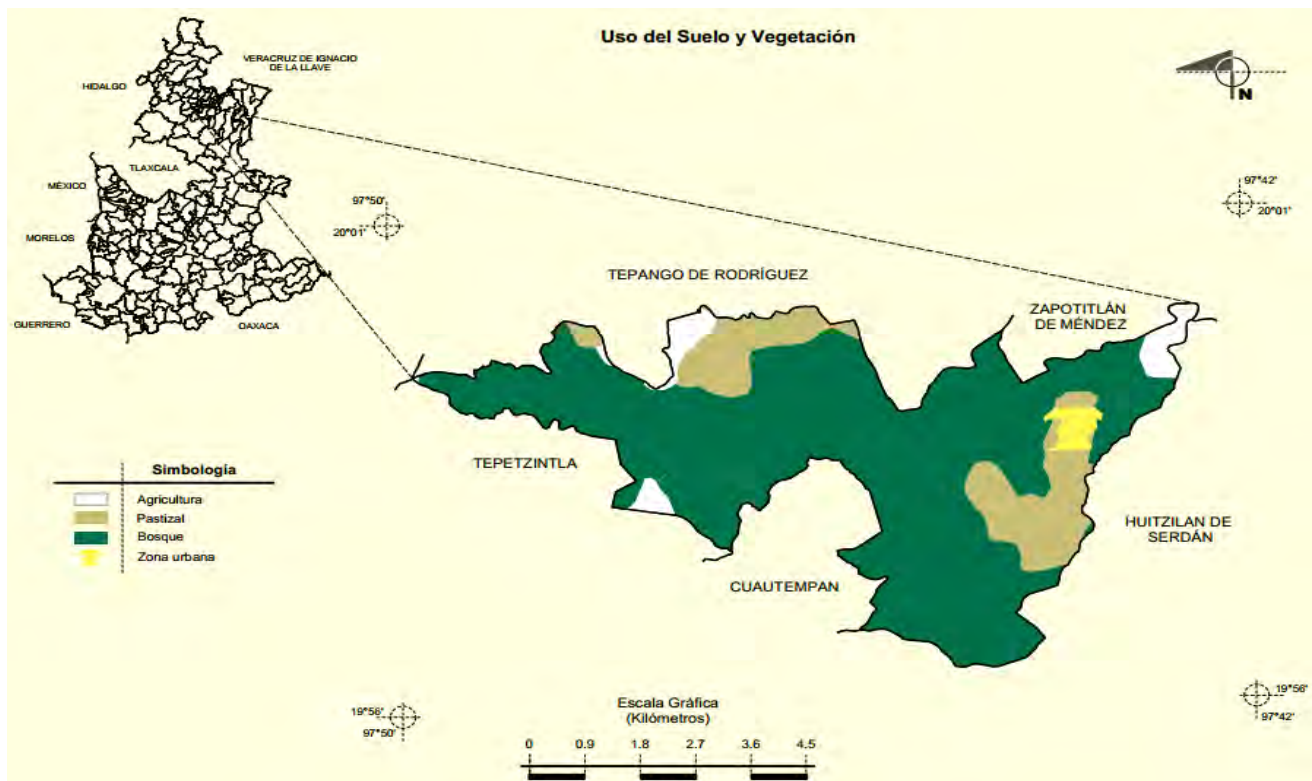 Uso del Suelo y Vegetación
VERACRUZ DE IGNACIO
DE LA LLAVE
HIDALGO
TLAXCALA
MÉXICO
MORELOS
GUERRERO
OAXACA
N
97°50'
20°01'
97°42'
20°01'
TEPANGO DE RODRÍGUEZ
ZAPOTITLÁN
DE MÉNDEZ
TEPETZINTLA
HUITZILAN DE
SERDÁN
CUAUTEMPAN
Simbología
Agricultura
Pastizal
Bosque
Zona urbana
19°56'
97°50'
19°56'
97°42'
Escala Gráfica
(Kilómetros)
0 0.9 1.8 2.7 3.6 4.5